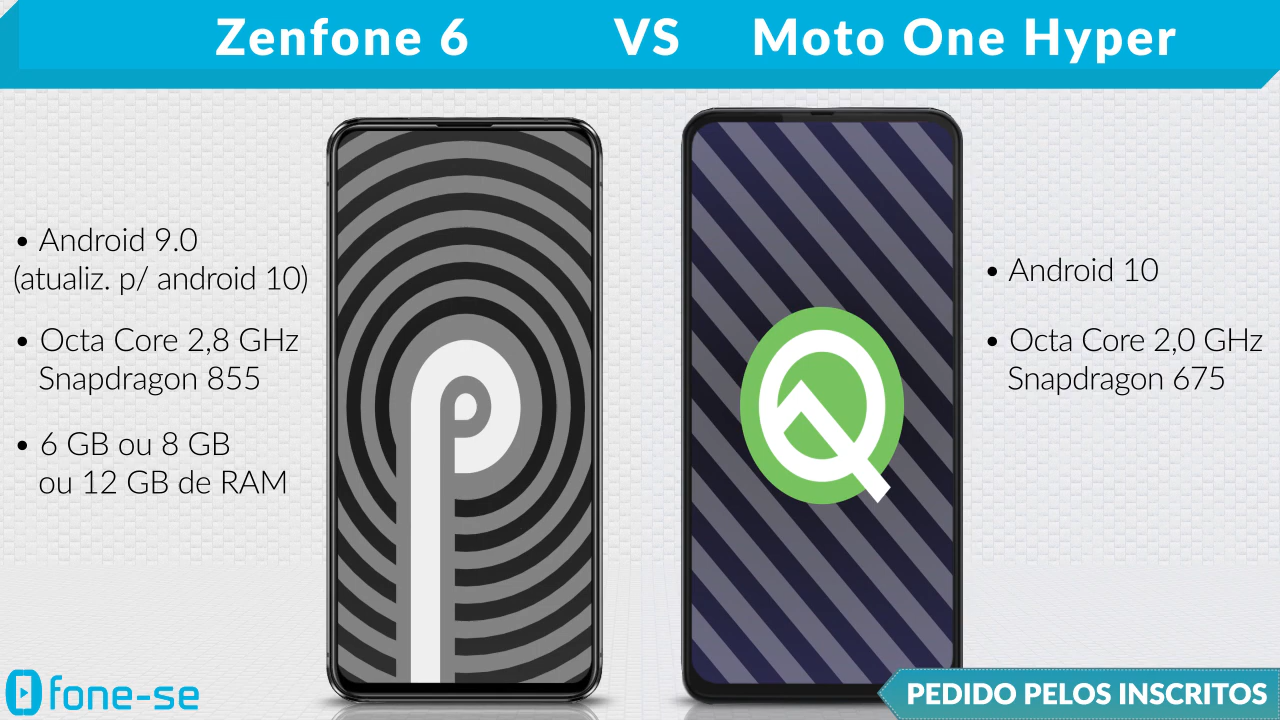 Zenfone 6 VS Moto One Hyper
• Android 9.0
(atualiz. p/ android 10)
• Octa Core 2,8 GHz
Snapdragon 855
• 6 GB ou 8 GB
ou 12 GB de RAM
• Android 10
• Octa Core 2,0 GHz
Snapdragon 675
fone-se
PEDIDO PELOS INSCRITOS